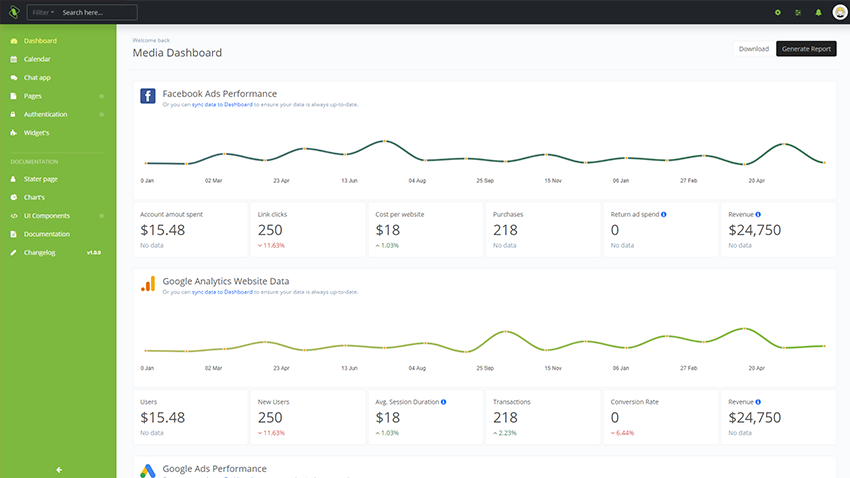 Filter
Search here...
Dashboard
Calendar
Chat app
Pages
Authentication
Widget's
DOCUMENTATION
Stater page
Chart's
UI Components
Documentation
Changelog v1.0.0
Welcome back
Media Dashboard
Download
Generate Report
Facebook Ads Performance
Or you can sync data to Dashboard to ensure your data is always up-to-date.
0 Jan 02 Mar 23 Apr 13 Jun 04 Aug 25 Sep 15 Nov 06 Jan 27 Feb 20 Apr
Account amout spent
$15.48
No data
Link clicks
250
11.63%
Cost per website
$18
1.03%
Purchases
218
No data
Return ad spend
0
No data
Revenue
$24,750
No data
Google Analytics Website Data
Or you can sync data to Dashboard to ensure your data is always up-to-date.
0 Jan 02 Mar 23 Apr 13 Jun 04 Aug 25 Sep 15 Nov 06 Jan 27 Feb 20 Apr
Users
$15.48
No data
New Users
250
11.63%
Avg. Session Duration
$18
1.03%
Transactions
218
2.23%
Conversion Rate
0
6.44%
Revenue
$24,750
No data
Google Ads Performance